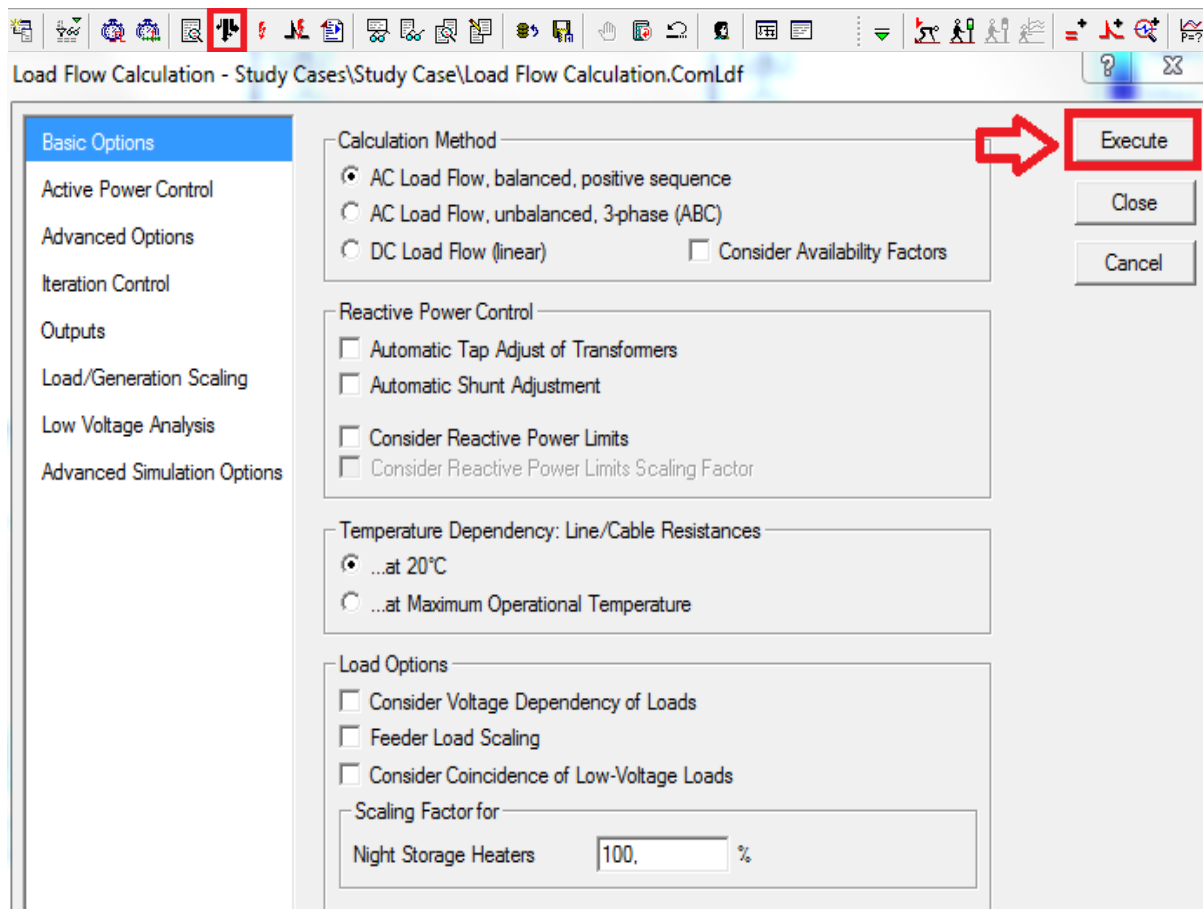 Load Flow Calculation - Study Cases\Study Case\Load Flow Calculation.ComLdf
Basic Options
Active Power Control
Advanced Options
Iteration Control
Outputs
Load/Generation Scaling
Low Voltage Analysis
Advanced Simulation Options
Calculation Method
AC Load Flow, balanced, positive sequence
AC Load Flow, unbalanced, 3-phase (ABC)
DC Load Flow (linear) Consider Availability Factors
Reactive Power Control
Automatic Tap Adjust of Transformers
Automatic Shunt Adjustment
Consider Reactive Power Limits
Consider Reactive Power Limits Scaling Factor
Temperature Dependency: Line/Cable Resistances
...at 20°C
...at Maximum Operational Temperature
Load Options
Consider Voltage Dependency of Loads
Feeder Load Scaling
Consider Coincidence of Low-Voltage Loads
Scaling Factor for
Night Storage Heaters 100, %
Execute
Close
Cancel